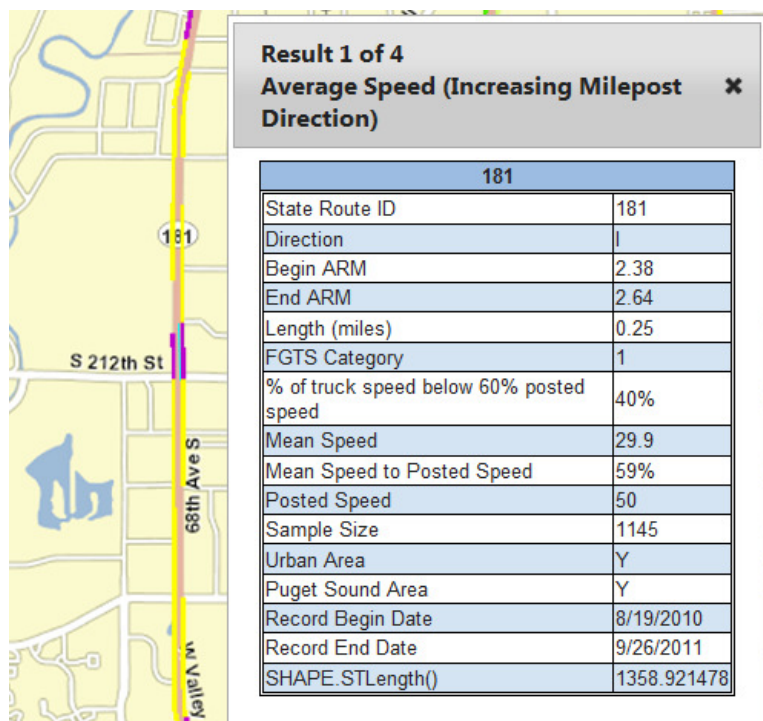 Result 1 of 4
Average Speed (Increasing Milepost
Direction)
×
181
State Route ID 181
Direction I
Begin ARM 2.38
End ARM 2.64
Length (miles) 0.25
FGTS Category 1
% of truck speed below 60% posted
speed 40%
Mean Speed 29.9
Mean Speed to Posted Speed 59%
Posted Speed 50
Sample Size 1145
Urban Area Y
Puget Sound Area Y
Record Begin Date 8/19/2010
Record End Date 9/26/2011
SHAPE.STLength() 1358.921478
181
S 212th St
68th Ave S
W Valley